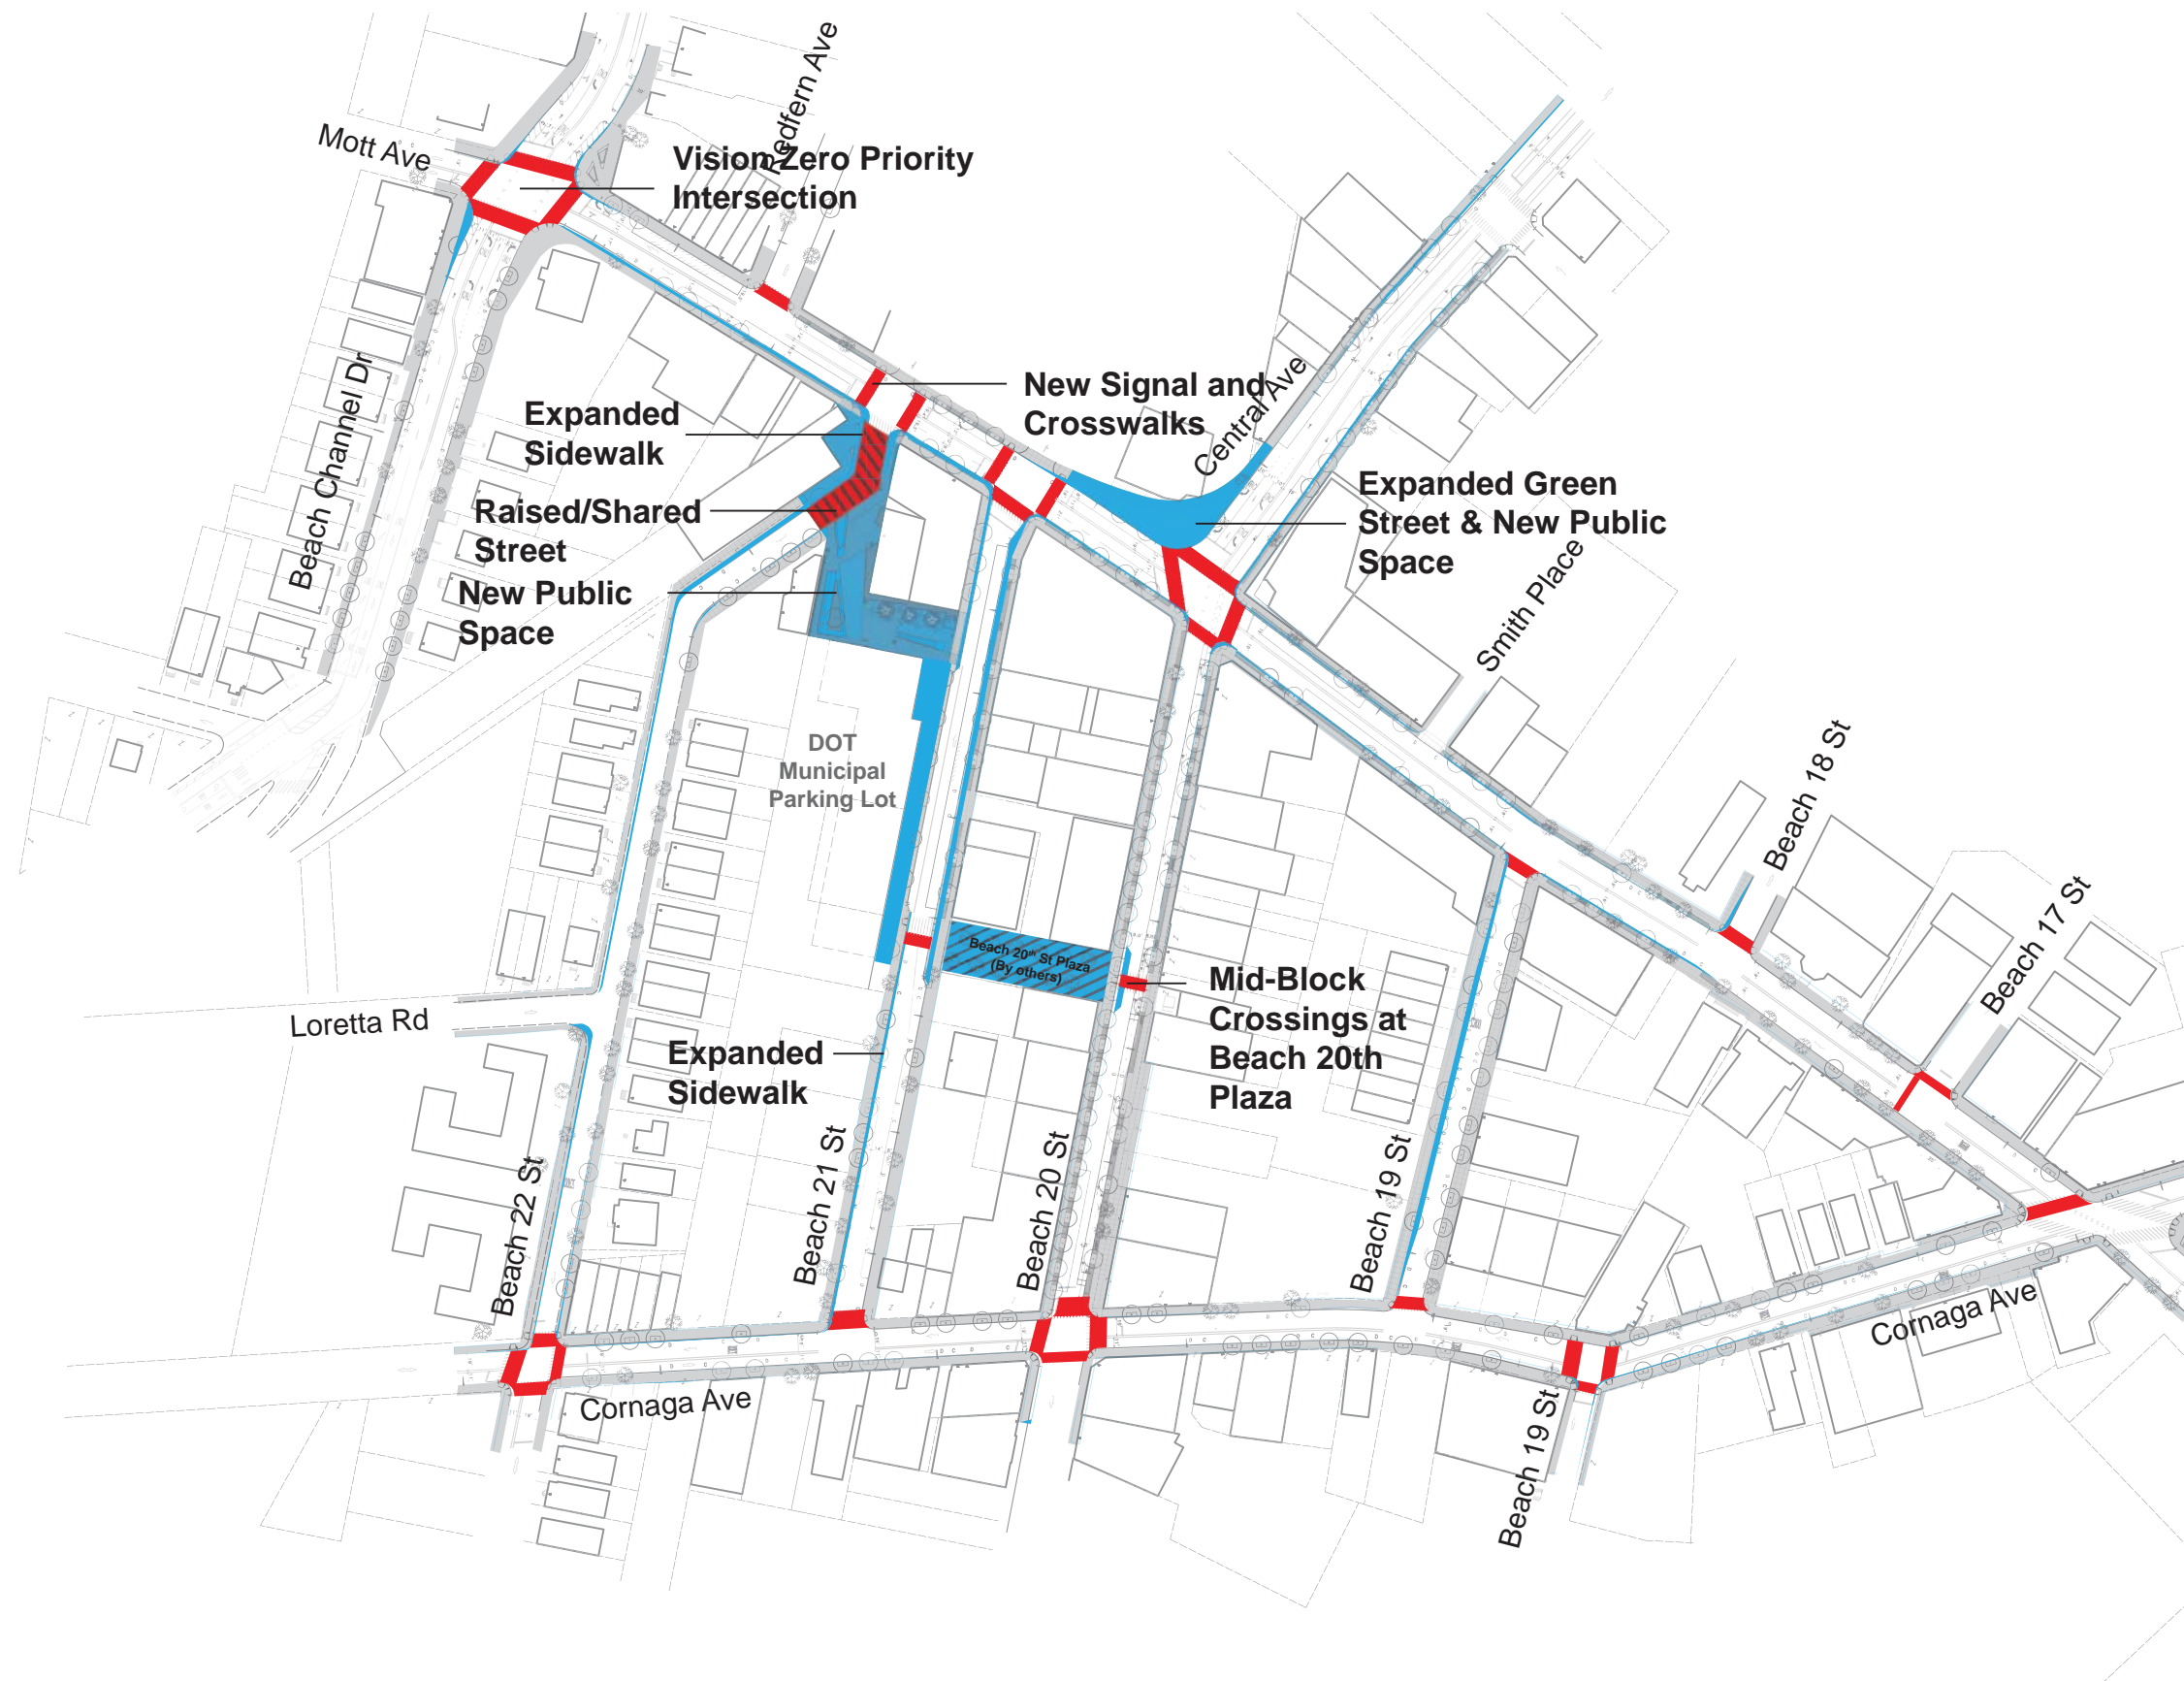 Redfern Ave
Mott Ave
Vision Zero Priority
Intersection
New Signal and
Crosswalks
Central Ave
Expanded
Sidewalk
Beach Channel Dr
Raised/Shared
Street
Expanded Green
Street & New Public
Space
New Public
Space
Smith Place
DOT
Municipal
Parking Lot
Beach 18 St
Beach 17 St
Beach 20th St Plaza
(By others)
Mid-Block
Crossings at
Beach 20th
Plaza
Loretta Rd
Expanded
Sidewalk
Beach 22 St
Beach 21 St
Beach 20 St
Beach 19 St
Cornaga Ave
Cornaga Ave
Beach 19 St